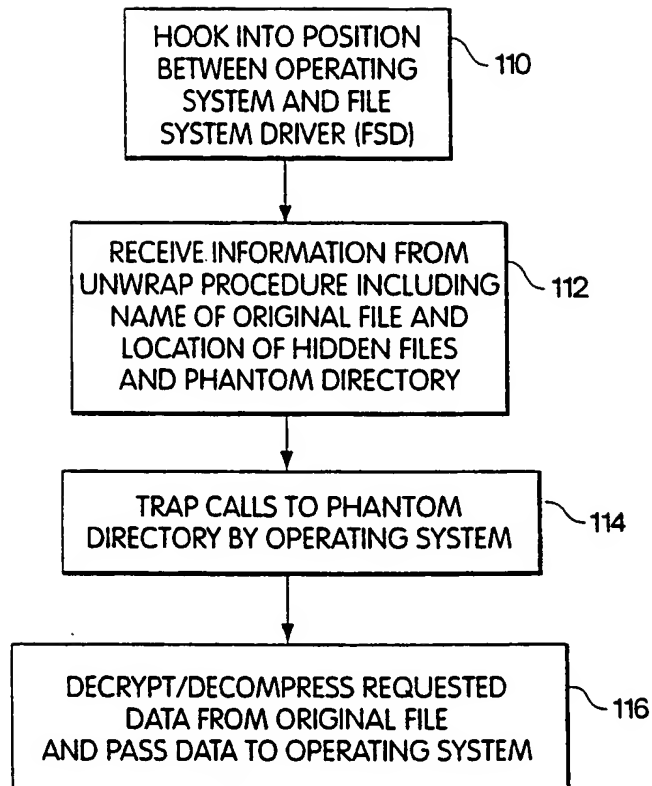 HOOK INTO POSITION
BETWEEN OPERATING
SYSTEM AND FILE
SYSTEM DRIVER (FSD)
110
RECEIVE INFORMATION FROM
UNWRAP PROCEDURE INCLUDING
NAME OF ORIGINAL FILE AND
LOCATION OF HIDDEN FILES
AND PHANTOM DIRECTORY
112
TRAP CALLS TO PHANTOM
DIRECTORY BY OPERATING SYSTEM
114
DECRYPT/DECOMPRESS REQUESTED
DATA FROM ORIGINAL FILE
AND PASS DATA TO OPERATING SYSTEM
116